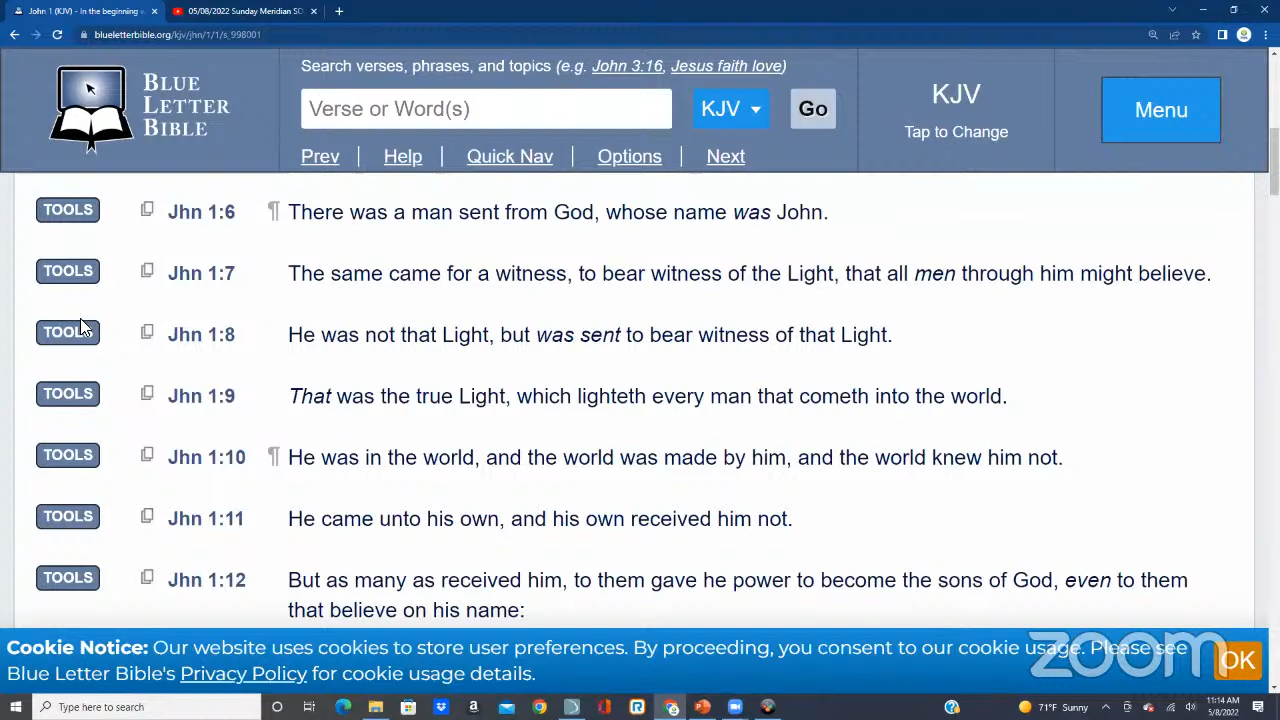 John 1 (KJV) - In the beginning
05/08/2022 Sunday Meridian SD
blueletterbible.org/kjv/jhn/1/1/s_998001
BLUE
LETTER
BIBLE
Search verses, phrases, and topics (e.g. John 3:16, Jesus faith love)
Verse or Word(s) KJV Go
Prev Help Quick Nav Options Next
KJV
Tap to Change
Menu
TOOLS Jhn 1:6 ¶ There was a man sent from God, whose name was John.
TOOLS Jhn 1:7 The same came for a witness, to bear witness of the Light, that all men through him might believe.
TOOLS Jhn 1:8 He was not that Light, but was sent to bear witness of that Light.
TOOLS Jhn 1:9 That was the true Light, which lighteth every man that cometh into the world.
TOOLS Jhn 1:10 ¶ He was in the world, and the world was made by him, and the world knew him not.
TOOLS Jhn 1:11 He came unto his own, and his own received him not.
TOOLS Jhn 1:12 But as many as received him, to them gave he power to become the sons of God, even to them
that believe on his name:
Cookie Notice: Our website uses cookies to store user preferences. By proceeding, you consent to our cookie usage. Please see
Blue Letter Bible's Privacy Policy for cookie usage details.
OK
zoom
Type here to search
71°F Sunny
11:14 AM
5/8/2022